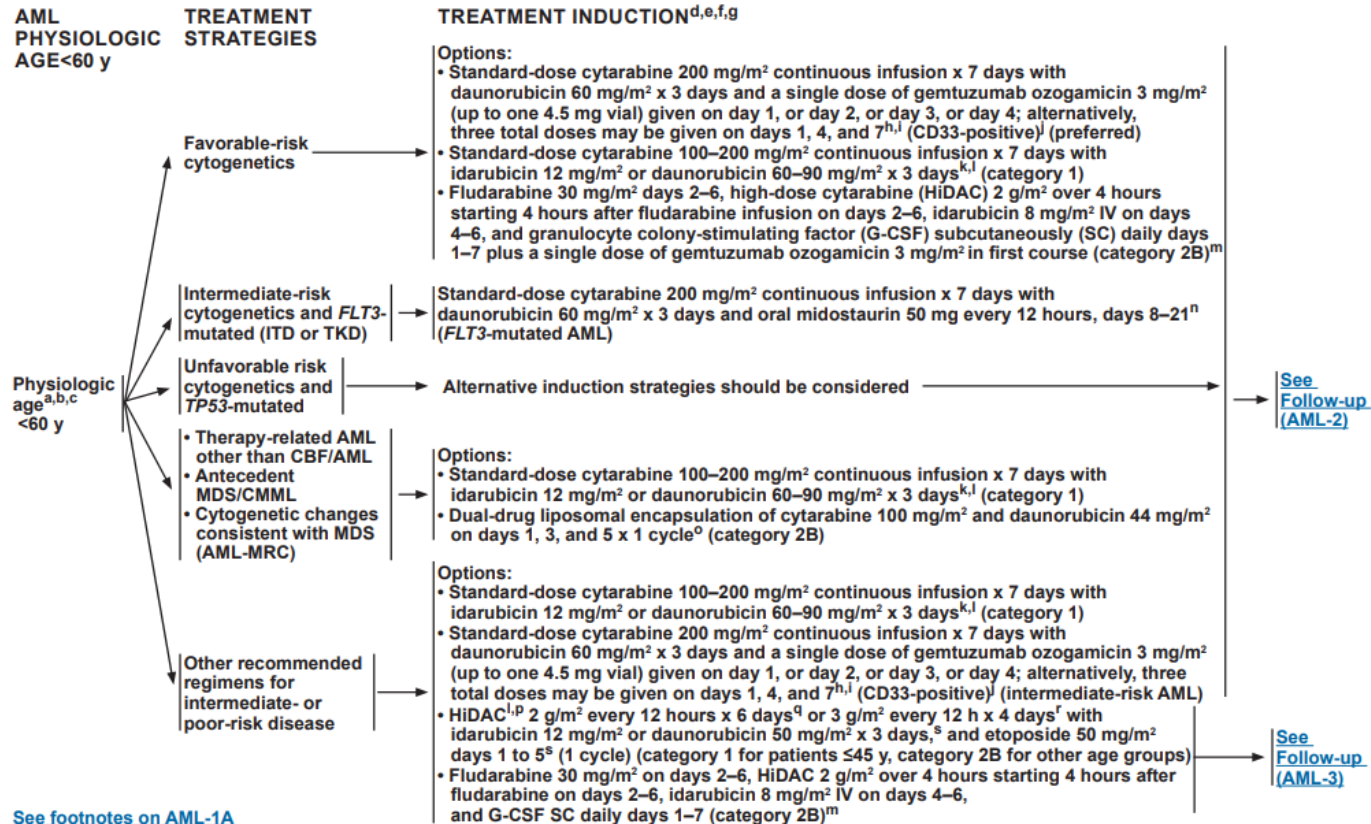 AML
PHYSIOLOGIC
AGE<60 y
TREATMENT
STRATEGIES
TREATMENT INDUCTIONd,e,f,g
Physiologic
agea,b,c
<60 y
Favorable-risk
cytogenetics
Options:
• Standard-dose cytarabine 200 mg/m² continuous infusion x 7 days with
daunorubicin 60 mg/m² x 3 days and a single dose of gemtuzumab ozogamicin 3 mg/m²
(up to one 4.5 mg vial) given on day 1, or day 2, or day 3, or day 4; alternatively,
three total doses may be given on days 1, 4, and 7h,i (CD33-positive)j (preferred)
• Standard-dose cytarabine 100–200 mg/m² continuous infusion x 7 days with
idarubicin 12 mg/m² or daunorubicin 60–90 mg/m² x 3 daysk,l (category 1)
• Fludarabine 30 mg/m² days 2–6, high-dose cytarabine (HiDAC) 2 g/m² over 4 hours
starting 4 hours after fludarabine infusion on days 2–6, idarubicin 8 mg/m² IV on days
4–6, and granulocyte colony-stimulating factor (G-CSF) subcutaneously (SC) daily days
1–7 plus a single dose of gemtuzumab ozogamicin 3 mg/m² in first course (category 2B)m
Intermediate-risk
cytogenetics and FLT3-
mutated (ITD or TKD)
Standard-dose cytarabine 200 mg/m² continuous infusion x 7 days with
daunorubicin 60 mg/m² x 3 days and oral midostaurin 50 mg every 12 hours, days 8–21n
(FLT3-mutated AML)
Unfavorable risk
cytogenetics and
TP53-mutated
Alternative induction strategies should be considered
• Therapy-related AML
other than CBF/AML
• Antecedent
MDS/CMML
• Cytogenetic changes
consistent with MDS
(AML-MRC)
Options:
• Standard-dose cytarabine 100–200 mg/m² continuous infusion x 7 days with
idarubicin 12 mg/m² or daunorubicin 60–90 mg/m² x 3 daysk,l (category 1)
• Dual-drug liposomal encapsulation of cytarabine 100 mg/m² and daunorubicin 44 mg/m²
on days 1, 3, and 5 x 1 cycleo (category 2B)
Other recommended
regimens for
intermediate- or
poor-risk disease
Options:
• Standard-dose cytarabine 100–200 mg/m² continuous infusion x 7 days with
idarubicin 12 mg/m² or daunorubicin 60–90 mg/m² x 3 daysk,l (category 1)
• Standard-dose cytarabine 200 mg/m² continuous infusion x 7 days with
daunorubicin 60 mg/m² x 3 days and a single dose of gemtuzumab ozogamicin 3 mg/m²
(up to one 4.5 mg vial) given on day 1, or day 2, or day 3, or day 4; alternatively, three
total doses may be given on days 1, 4, and 7h,i (CD33-positive)j (intermediate-risk AML)
• HiDACl,p 2 g/m² every 12 hours x 6 daysq or 3 g/m² every 12 h x 4 daysr with
idarubicin 12 mg/m² or daunorubicin 50 mg/m² x 3 days,s and etoposide 50 mg/m²
days 1 to 5s (1 cycle) (category 1 for patients ≤45 y, category 2B for other age groups)
• Fludarabine 30 mg/m² on days 2–6, HiDAC 2 g/m² over 4 hours starting 4 hours after
fludarabine on days 2–6, idarubicin 8 mg/m² IV on days 4–6,
and G-CSF SC daily days 1–7 (category 2B)m
See
Follow-up
(AML-2)
See
Follow-up
(AML-3)
See footnotes on AML-1A